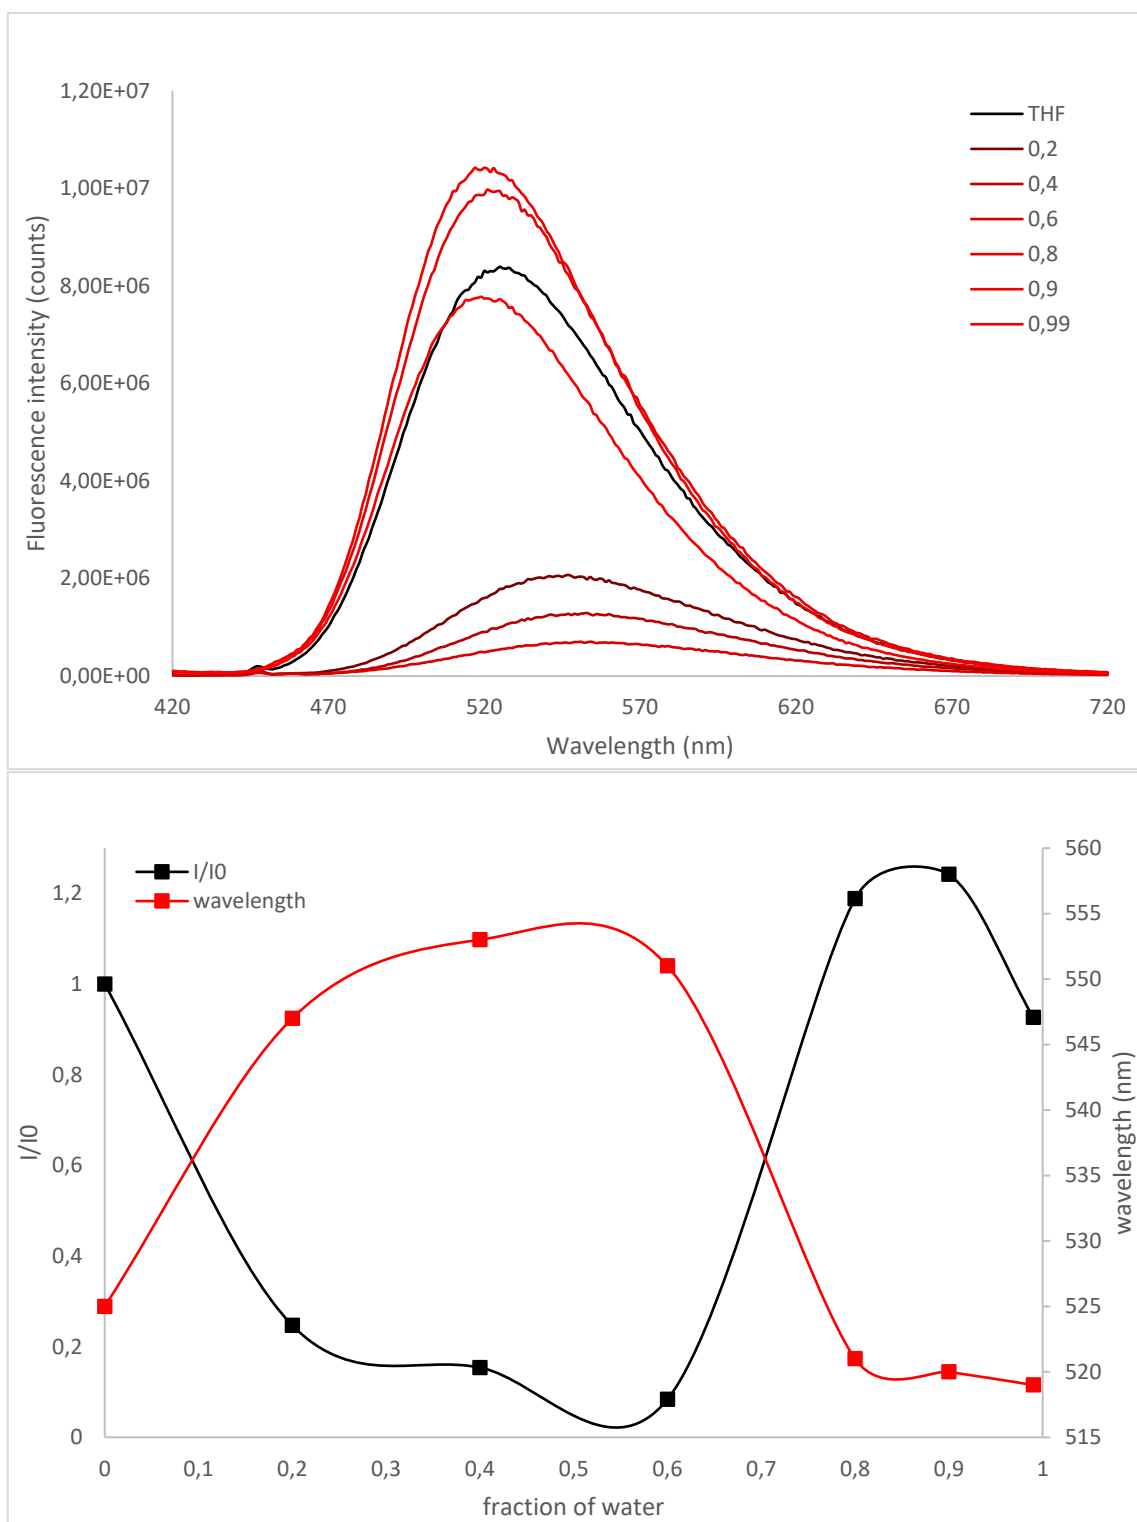 1,20E+07
1,00E+07
8,00E+06
6,00E+06
4,00E+06
2,00E+06
0,00E+00
Fluorescence intensity (counts)
THF
0,2
0,4
0,6
0,8
0,9
0,99
420 470 520 570 620 670 720
Wavelength (nm)
I/I0
wavelength
1,2
1
0,8
0,6
0,4
0,2
0
I/I0
560
555
550
545
540
535
530
525
520
515
wavelength (nm)
0 0,1 0,2 0,3 0,4 0,5 0,6 0,7 0,8 0,9 1
fraction of water